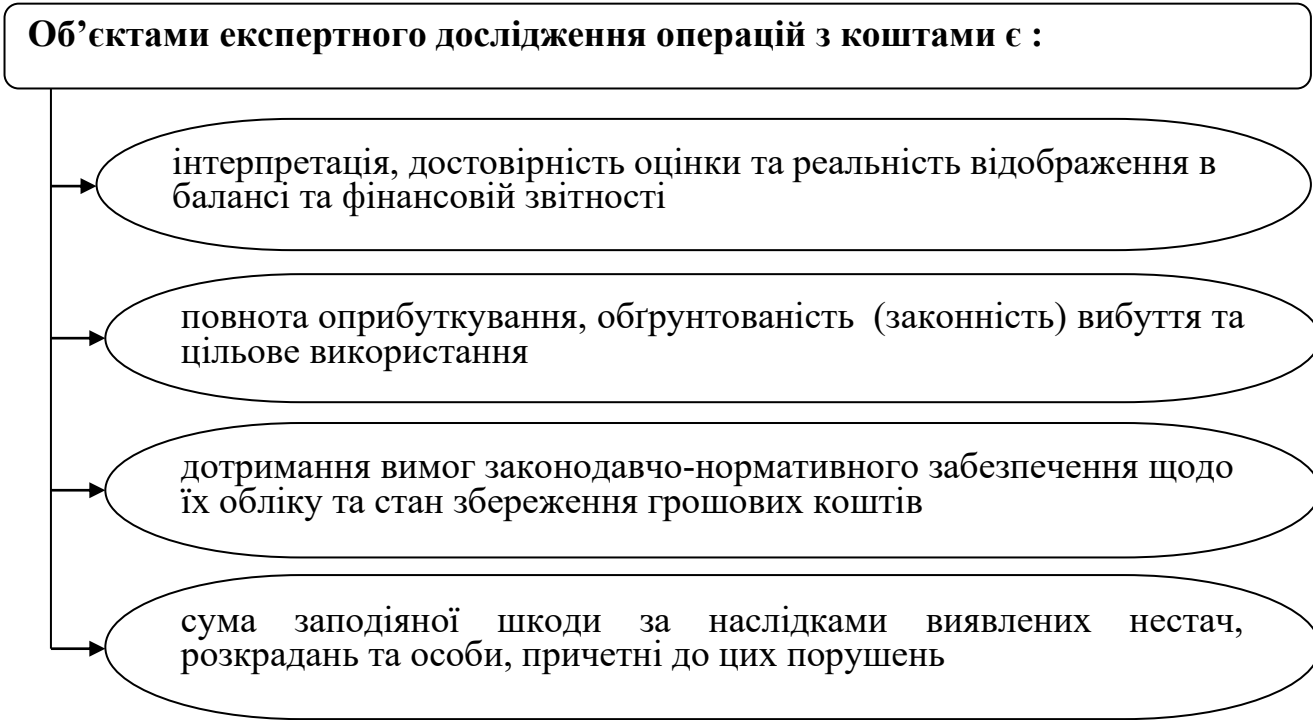 Об’єктами експертного дослідження операцій з коштами є :
інтерпретація, достовірність оцінки та реальність відображення в
балансі та фінансовій звітності
повнота оприбуткування, обґрунтованість (законність) вибуття та
цільове використання
дотримання вимог законодавчо-нормативного забезпечення щодо
їх обліку та стан збереження грошових коштів
сума заподіяної шкоди за наслідками виявлених нестач,
розкрадань та особи, причетні до цих порушень